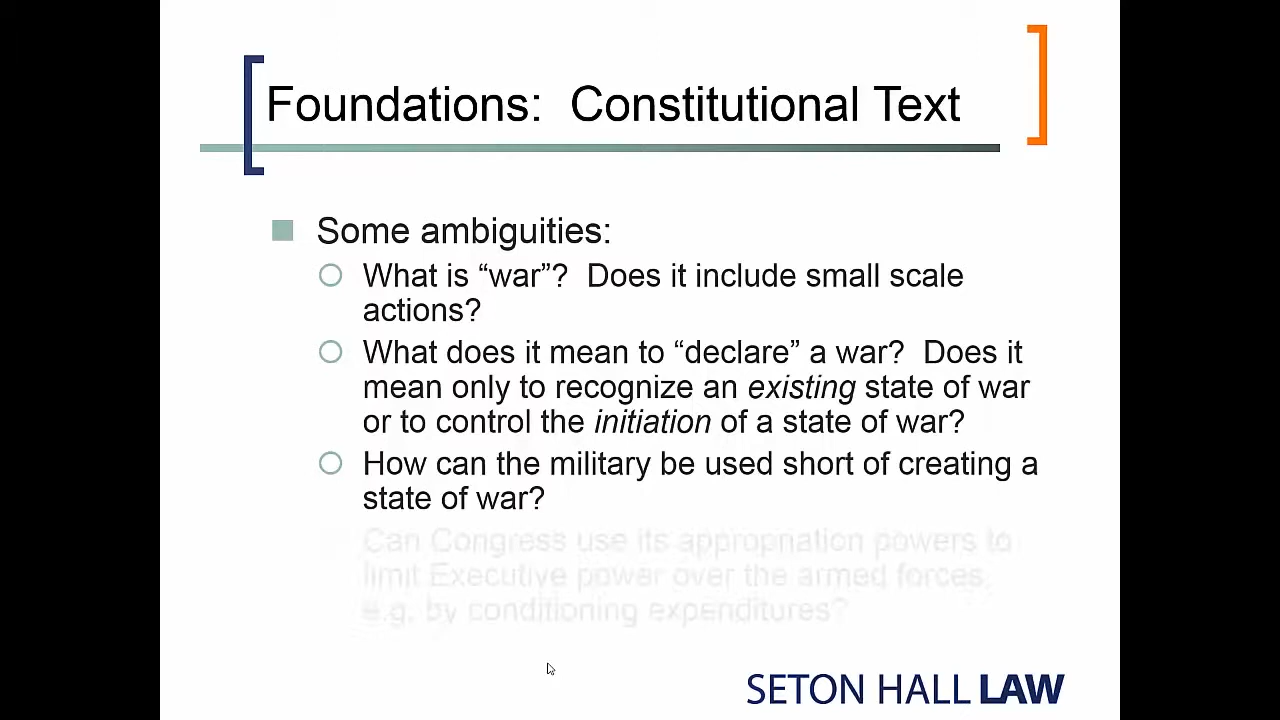 Foundations: Constitutional Text
Some ambiguities:
What is “war”? Does it include small scale
actions?
What does it mean to “declare” a war? Does it
mean only to recognize an existing state of war
or to control the initiation of a state of war?
How can the military be used short of creating a
state of war?
Can Congress use its appropriation powers to
limit Executive power over the armed forces,
e.g. by conditioning expenditures?
SETON HALL LAW